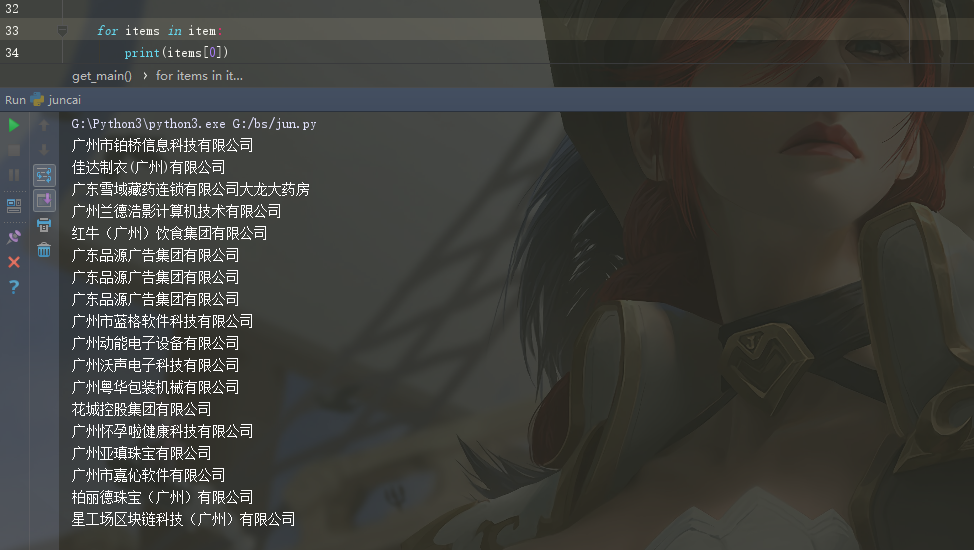 32
33 for items in item:
34 print(items[0])
get_main() › for items in it...
Run juncai
G:\Python3\python3.exe G:/bs/jun.py
广州市铂桥信息科技有限公司
佳达制衣(广州)有限公司
广东雪域藏药连锁有限公司大龙大药房
广州兰德浩影计算机技术有限公司
红牛（广州）饮食集团有限公司
广东品源广告集团有限公司
广东品源广告集团有限公司
广东品源广告集团有限公司
广州市蓝格软件科技有限公司
广州动能电子设备有限公司
广州沃声电子科技有限公司
广州粤华包装机械有限公司
花城控股集团有限公司
广州怀孕啦健康科技有限公司
广州亚瑱珠宝有限公司
广州市嘉伈软件有限公司
柏丽德珠宝（广州）有限公司
星工场区块链科技（广州）有限公司